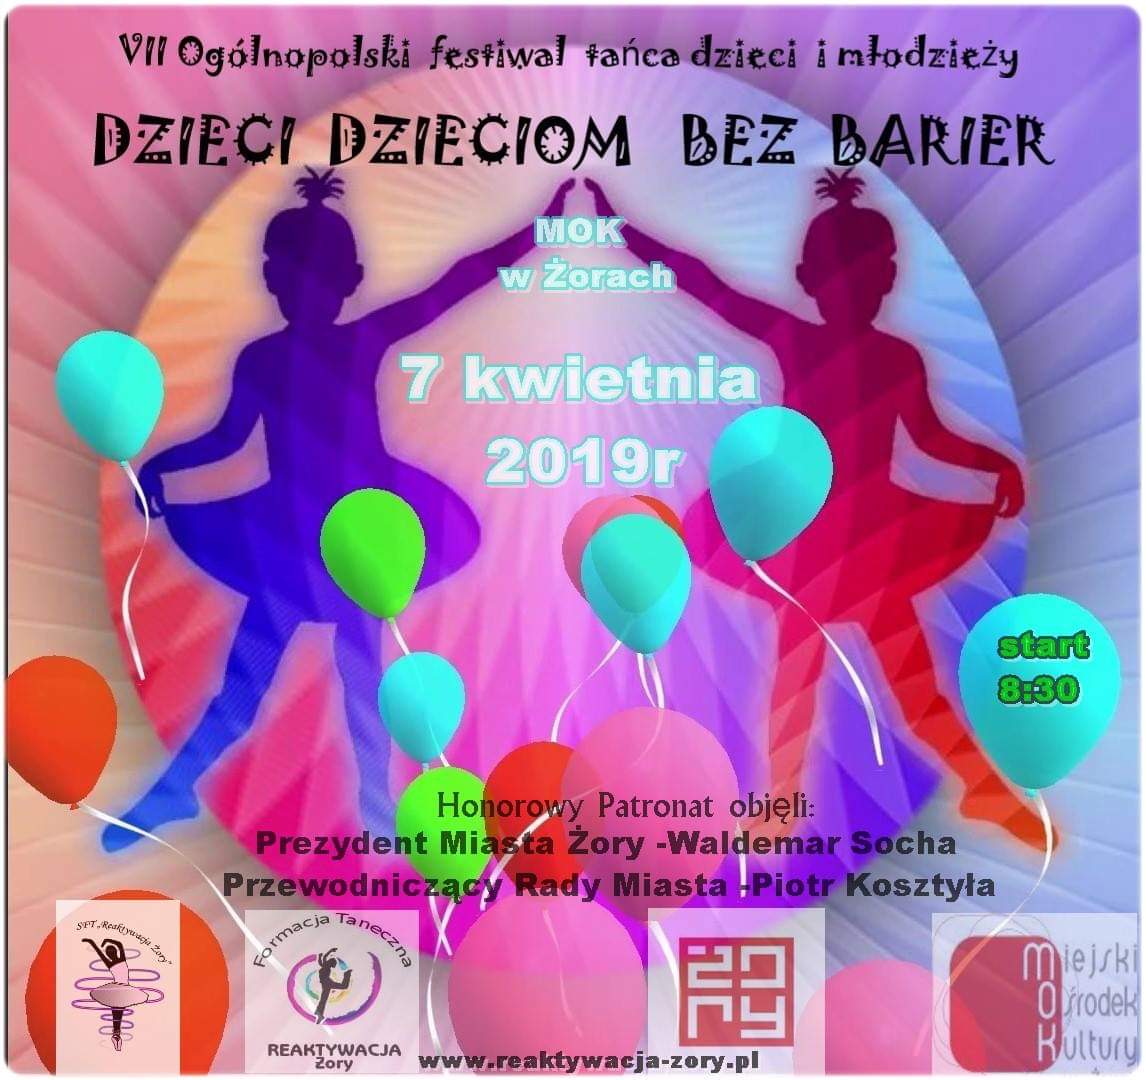 VII Ogólnopolski festiwal tańca dzieci i młodzieży
DZIECI DZIECIOM BEZ BARIER
MOK
w Żorach
7 kwietnia
2019r
start
8:30
Honorowy Patronat objęli:
Prezydent Miasta Żory -Waldemar Socha
Przewodniczący Rady Miasta -Piotr Kosztyła
SFT „Reaktywacja Żory"
Formacja Taneczna
REAKTYWACJA
Żory
żory
Miejski
Ośrodek
Kultury
www.reaktywacja-zory.pl